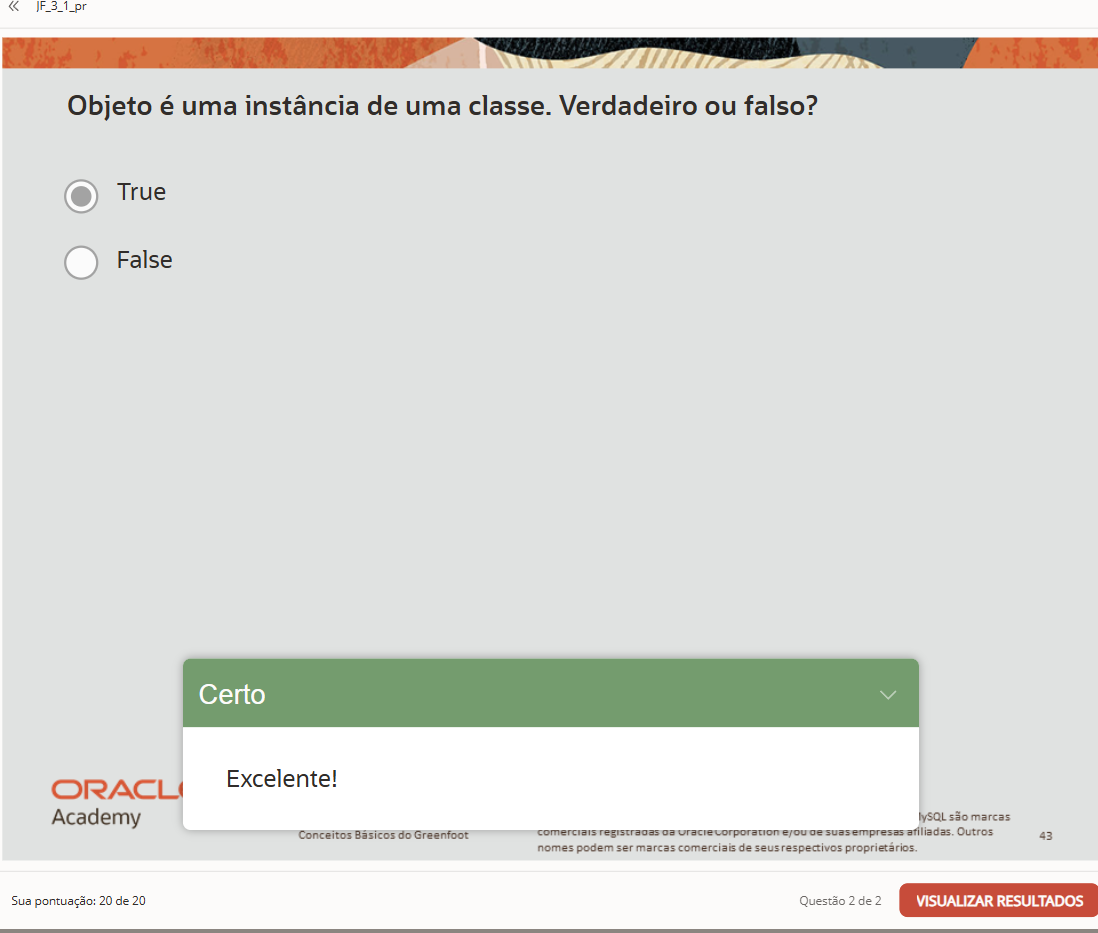 JF_3_1_pr
Objeto é uma instância de uma classe. Verdadeiro ou falso?
True
False
Certo
Excelente!
ORACL
Academy
Conceitos Básicos do Greenfoot
MySQL são marcas
comerciais registradas da Oracle Corporation e/ou de suas empresas afiliadas. Outros
nomes podem ser marcas comerciais de seus respectivos proprietários.
43
Sua pontuação: 20 de 20
Questão 2 de 2
VISUALIZAR RESULTADOS